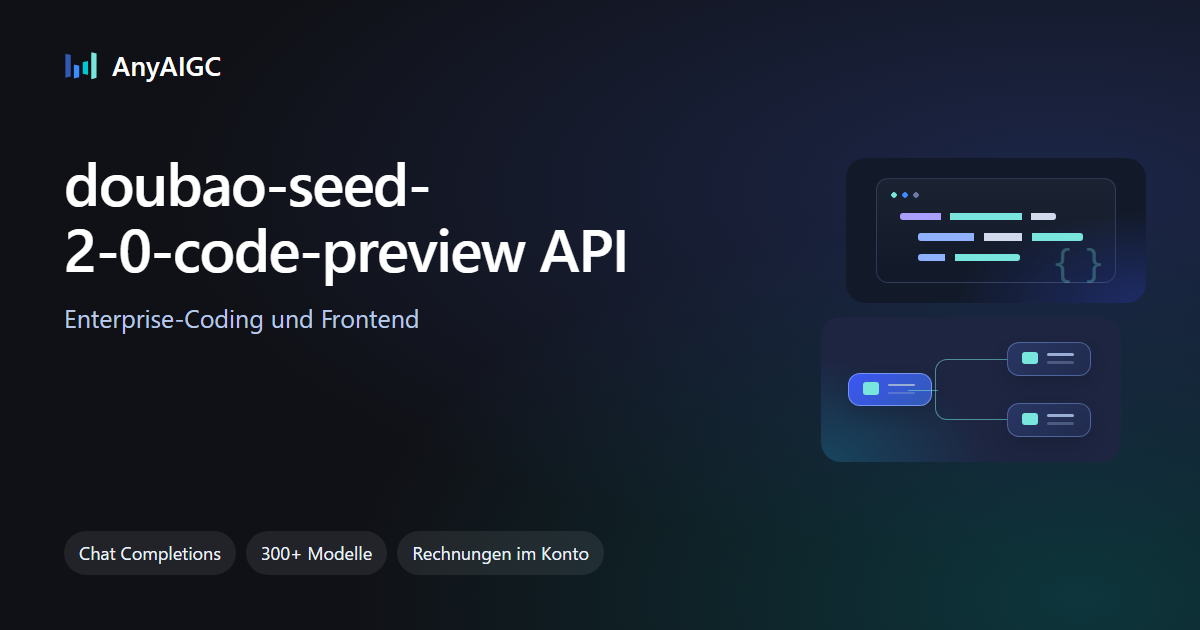 AnyAIGC
doubao-seed-
2-0-code-preview API
Enterprise-Coding und Frontend
{ }
Chat Completions
300+ Modelle
Rechnungen im Konto